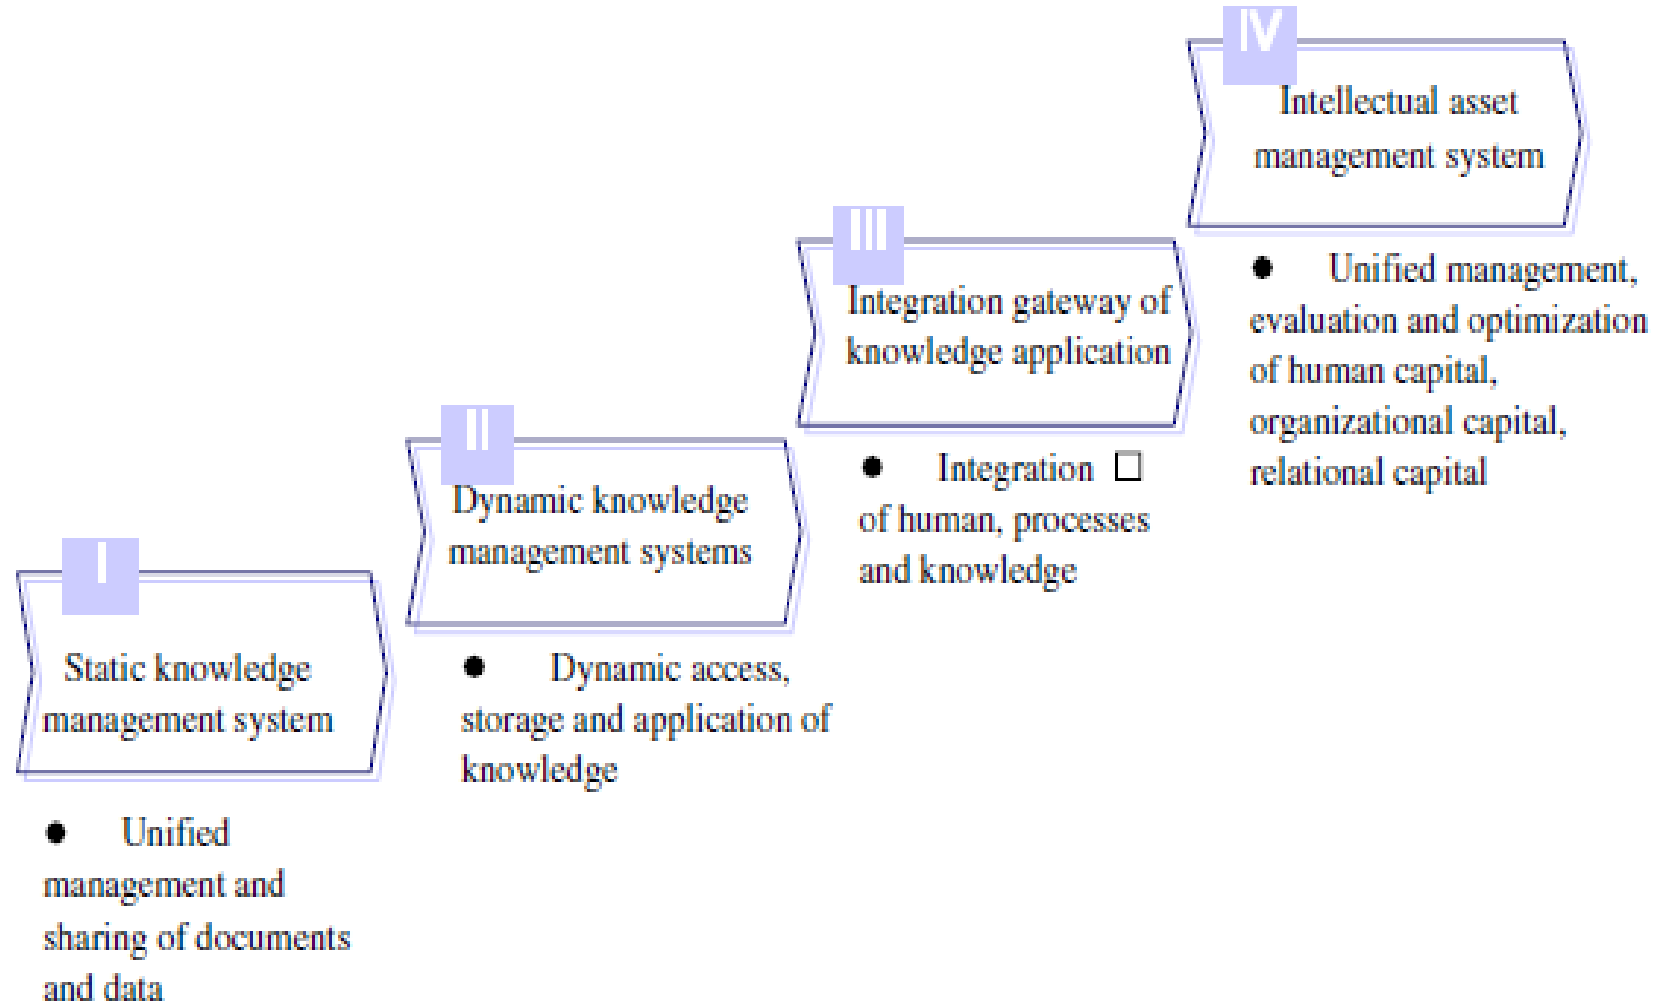 I
Static knowledge
management system
● Unified
management and
sharing of documents
and data
II
Dynamic knowledge
management systems
● Dynamic access,
storage and application of
knowledge
III
Integration gateway of
knowledge application
● Integration □
of human, processes
and knowledge
IV
Intellectual asset
management system
● Unified management,
evaluation and optimization
of human capital,
organizational capital,
relational capital